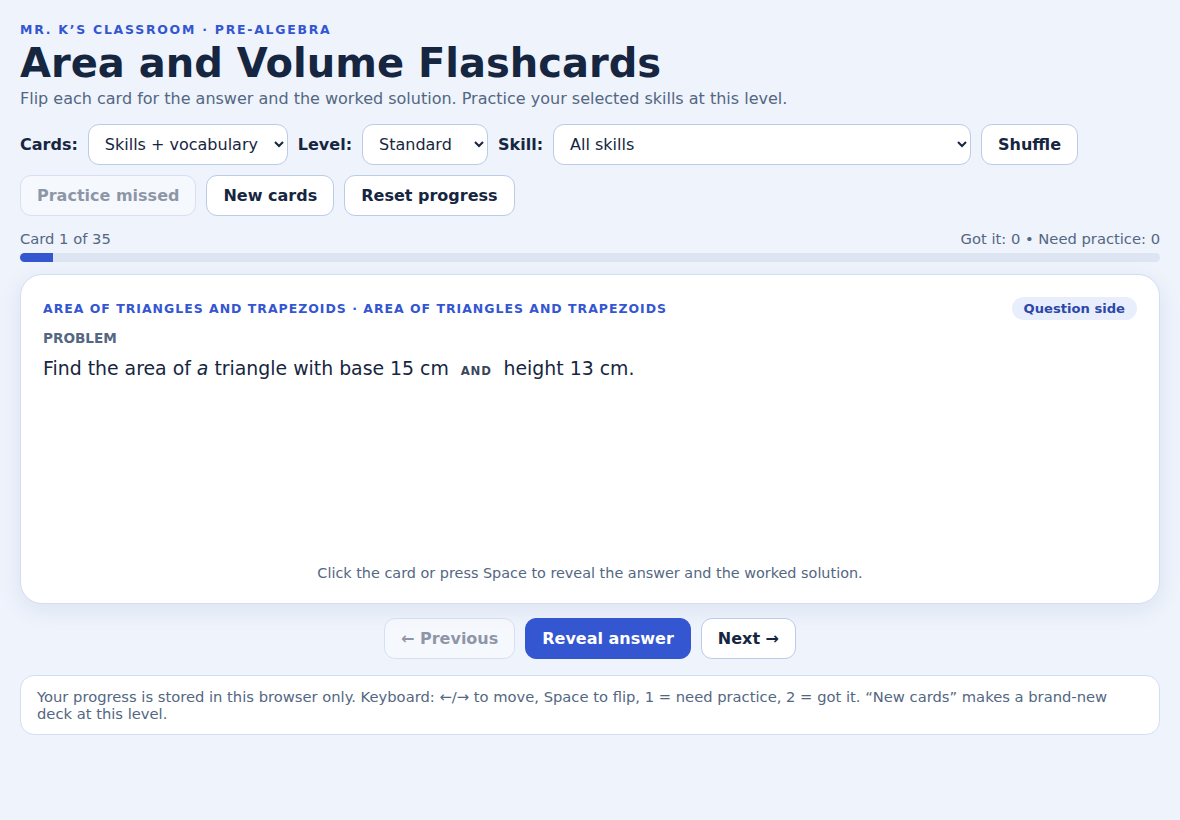 MR. K’S CLASSROOM · PRE-ALGEBRA
Area and Volume Flashcards
Flip each card for the answer and the worked solution. Practice your selected skills at this level.
Cards: Skills + vocabulary Level: Standard Skill: All skills Shuffle
Practice missed New cards Reset progress
Card 1 of 35 Got it: 0 • Need practice: 0
AREA OF TRIANGLES AND TRAPEZOIDS · AREA OF TRIANGLES AND TRAPEZOIDS Question side
PROBLEM
Find the area of a triangle with base 15 cm AND height 13 cm.
Click the card or press Space to reveal the answer and the worked solution.
← Previous Reveal answer Next →
Your progress is stored in this browser only. Keyboard: ←/→ to move, Space to flip, 1 = need practice, 2 = got it. “New cards” makes a brand-new
deck at this level.